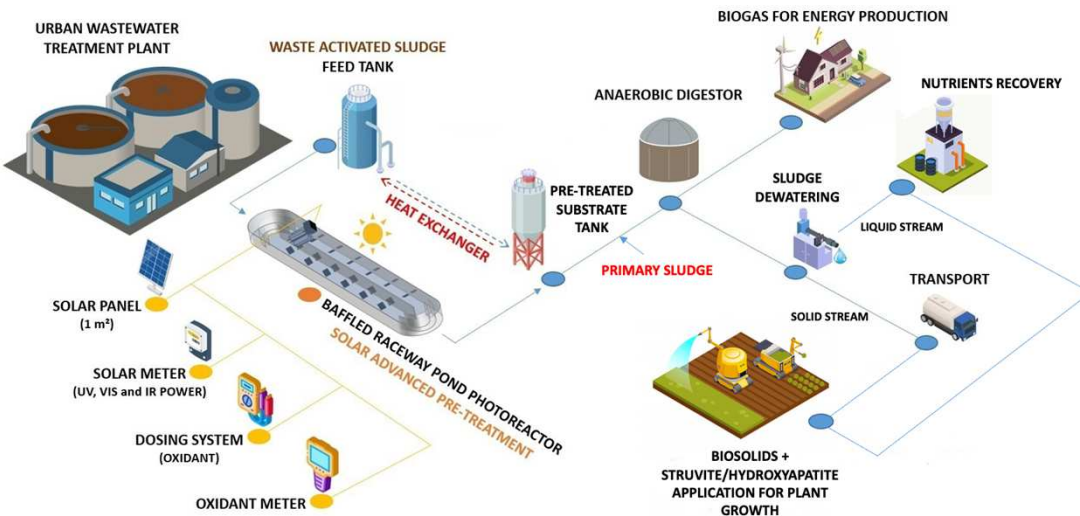 URBAN WASTEWATER
TREATMENT PLANT
WASTE ACTIVATED SLUDGE
FEED TANK
BIOGAS FOR ENERGY PRODUCTION
ANAEROBIC DIGESTOR
NUTRIENTS RECOVERY
HEAT EXCHANGER
PRE-TREATED
SUBSTRATE
TANK
SLUDGE
DEWATERING
LIQUID STREAM
PRIMARY SLUDGE
TRANSPORT
SOLID STREAM
SOLAR PANEL
(1 m²)
BAFFLED RACEWAY POND PHOTOREACTOR
SOLAR ADVANCED PRE-TREATMENT
SOLAR METER
(UV, VIS and IR POWER)
DOSING SYSTEM
(OXIDANT)
OXIDANT METER
BIOSOLIDS +
STRUVITE/HYDROXYAPATITE
APPLICATION FOR PLANT
GROWTH